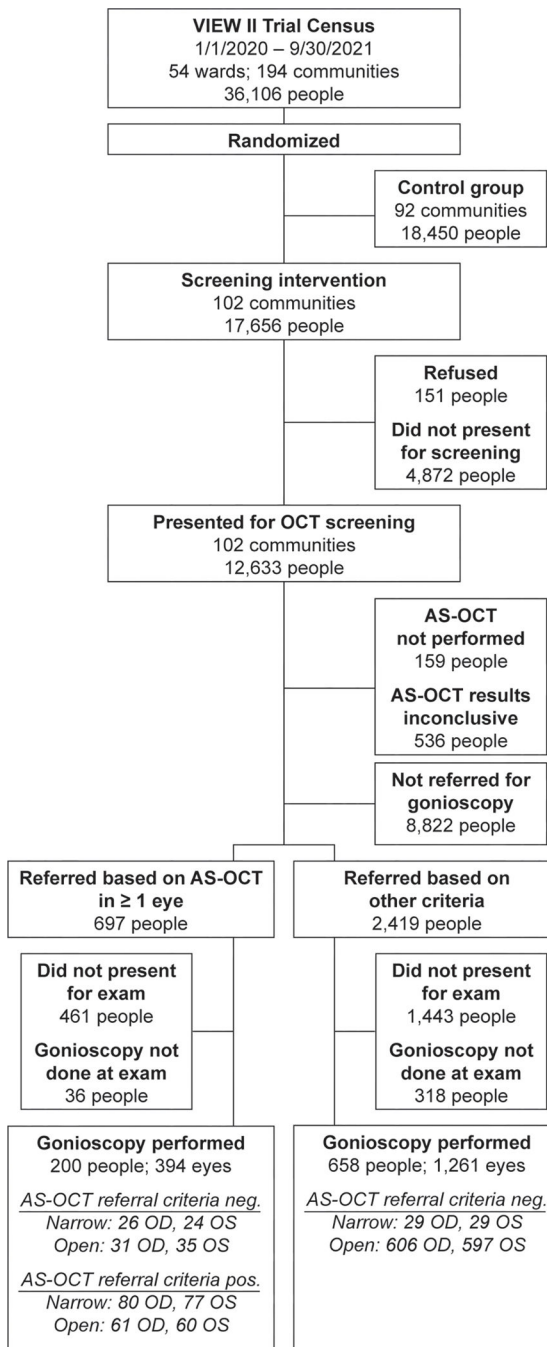 VIEW II Trial Census
1/1/2020 – 9/30/2021
54 wards; 194 communities
36,106 people
Randomized
Control group
92 communities
18,450 people
Screening intervention
102 communities
17,656 people
Refused
151 people
Did not present
for screening
4,872 people
Presented for OCT screening
102 communities
12,633 people
AS-OCT
not performed
159 people
AS-OCT results
inconclusive
536 people
Not referred for
gonioscopy
8,822 people
Referred based on AS-OCT
in ≥ 1 eye
697 people
Referred based on
other criteria
2,419 people
Did not present
for exam
461 people
Gonioscopy not
done at exam
36 people
Did not present
for exam
1,443 people
Gonioscopy not
done at exam
318 people
Gonioscopy performed
200 people; 394 eyes
AS-OCT referral criteria neg.
Narrow: 26 OD, 24 OS
Open: 31 OD, 35 OS
AS-OCT referral criteria pos.
Narrow: 80 OD, 77 OS
Open: 61 OD, 60 OS
Gonioscopy performed
658 people; 1,261 eyes
AS-OCT referral criteria neg.
Narrow: 29 OD, 29 OS
Open: 606 OD, 597 OS